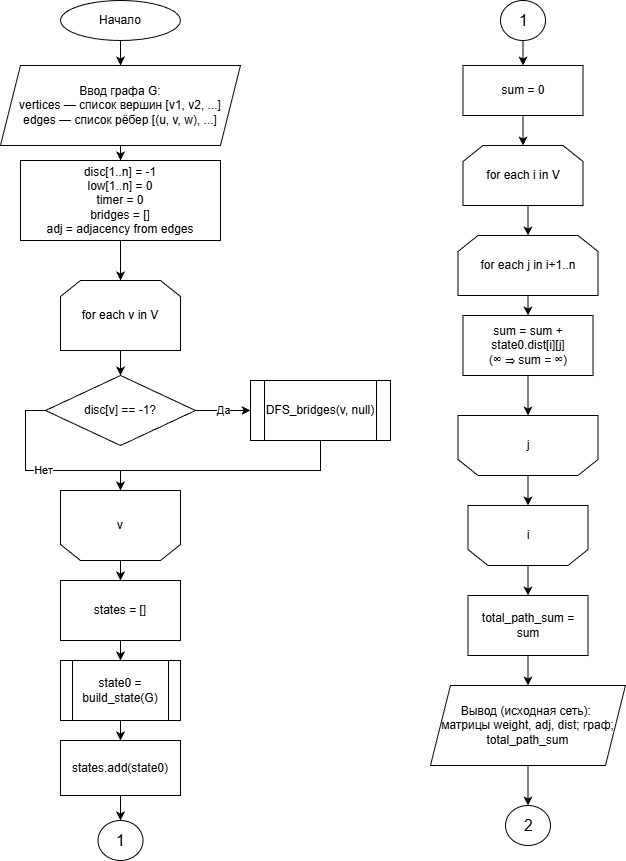 Начало
Ввод графа G:
vertices — список вершин [v1, v2, ...]
edges — список рёбер [(u, v, w), ...]
disc[1..n] = -1
low[1..n] = 0
timer = 0
bridges = []
adj = adjacency from edges
for each v in V
disc[v] == -1?
Да
DFS_bridges(v, null)
Нет
v
states = []
state0 =
build_state(G)
states.add(state0)
1
1
sum = 0
for each i in V
for each j in i+1..n
sum = sum +
state0.dist[i][j]
(∞ ⇒ sum = ∞)
j
i
total_path_sum =
sum
Вывод (исходная сеть):
матрицы weight, adj, dist; граф;
total_path_sum
2